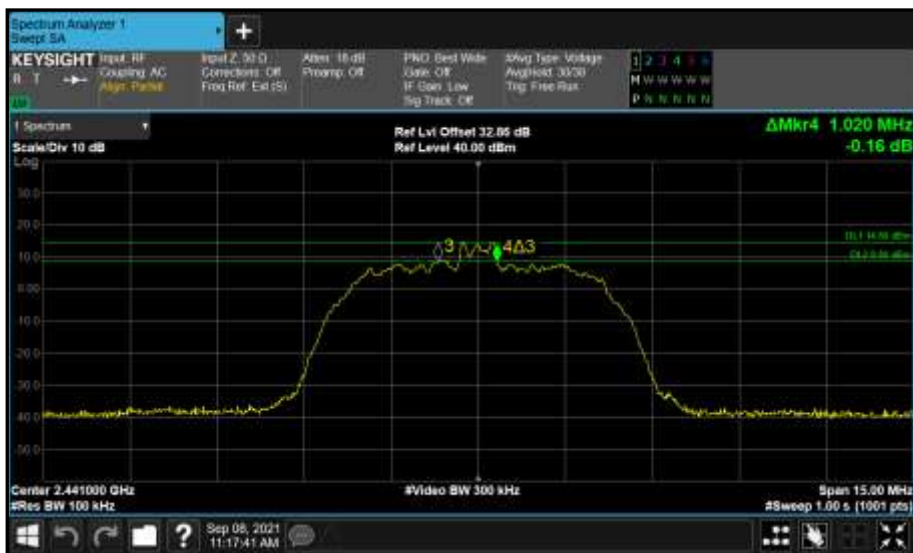 Spectrum Analyzer 1
Swept SA
+
KEYSIGHT
R T
Input: RF
Coupling: AC
Align: Partial
Input Z: 50 Ω
Corrections: Off
Freq Ref: Ext (S)
Atten: 18 dB
Preamp: Off
PNO: Best Wide
Gate: Off
IF Gain: Low
Sig Track: Off
#Avg Type: Voltage
Avg|Hold: 30/30
Trig: Free Run
1 2 3 4 5 6
M W W W W W
P N N N N N
1 Spectrum
Scale/Div 10 dB
Log
Ref Lvl Offset 32.86 dB
Ref Level 40.00 dBm
ΔMkr4 1.020 MHz
-0.16 dB
30.0
20.0
10.0
0.00
-10.0
-20.0
-30.0
-40.0
-50.0
3
4Δ3
Center 2.441000 GHz
#Res BW 100 kHz
#Video BW 300 kHz
Span 15.00 MHz
#Sweep 1.00 s (1001 pts)
?
Sep 08, 2021
11:17:41 AM